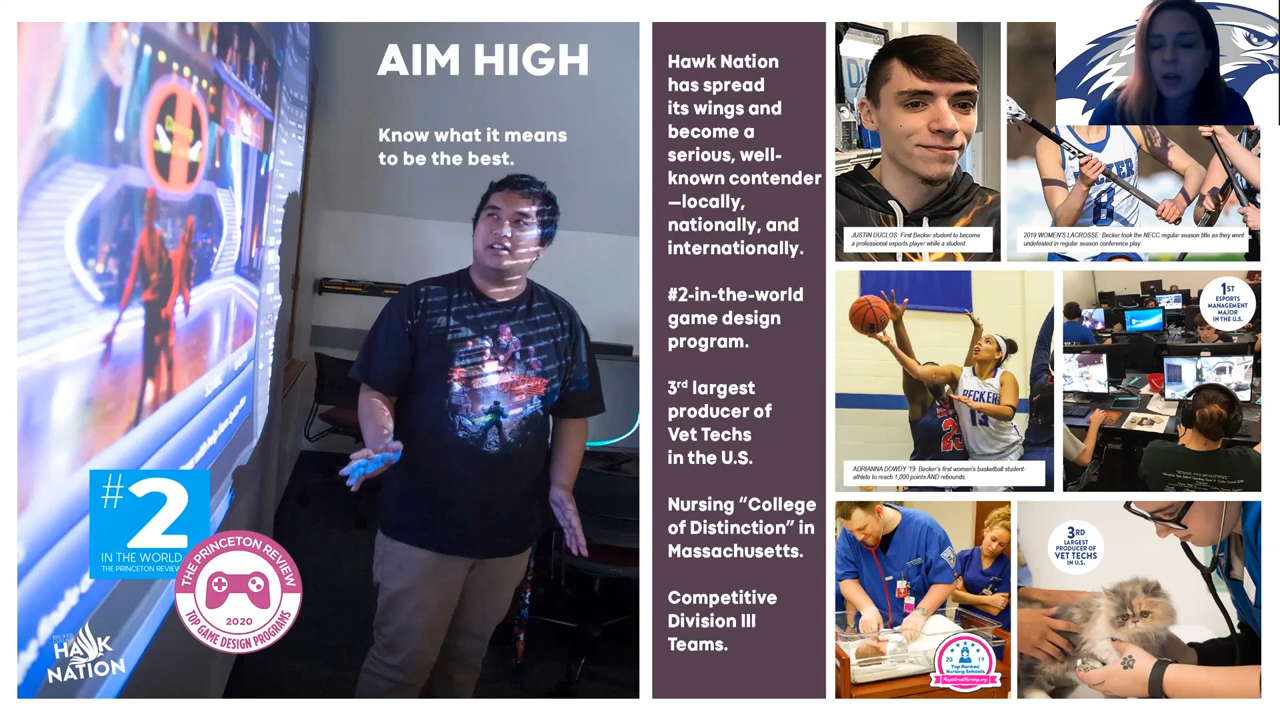 AIM HIGH
Know what it means
to be the best.
#2
IN THE WORLD
THE PRINCETON REVIEW
THE PRINCETON REVIEW
2020
TOP GAME DESIGN PROGRAMS
HAWK
NATION
Hawk Nation
has spread
its wings and
become a
serious, well-
known contender
—locally,
nationally, and
internationally.
#2-in-the-world
game design
program.
3rd largest
producer of
Vet Techs
in the U.S.
Nursing “College
of Distinction” in
Massachusetts.
Competitive
Division III
Teams.
JUSTIN DUCLOS: First Becker student to become
a professional esports player while a student.
8
2019 WOMEN'S LACROSSE: Becker took the NECC regular season title as they went
undefeated in regular season conference play
BECKER
ADRIANNA DOWDY '19: Becker's first women's basketball student-
athlete to reach 1,000 points AND rebounds.
1ST
ESPORTS
MANAGEMENT
MAJOR
IN THE U.S.
2019
Top Ranked
Nursing Schools
RegisteredNursing.org
3RD
LARGEST
PRODUCER OF
VET TECHS
IN U.S.